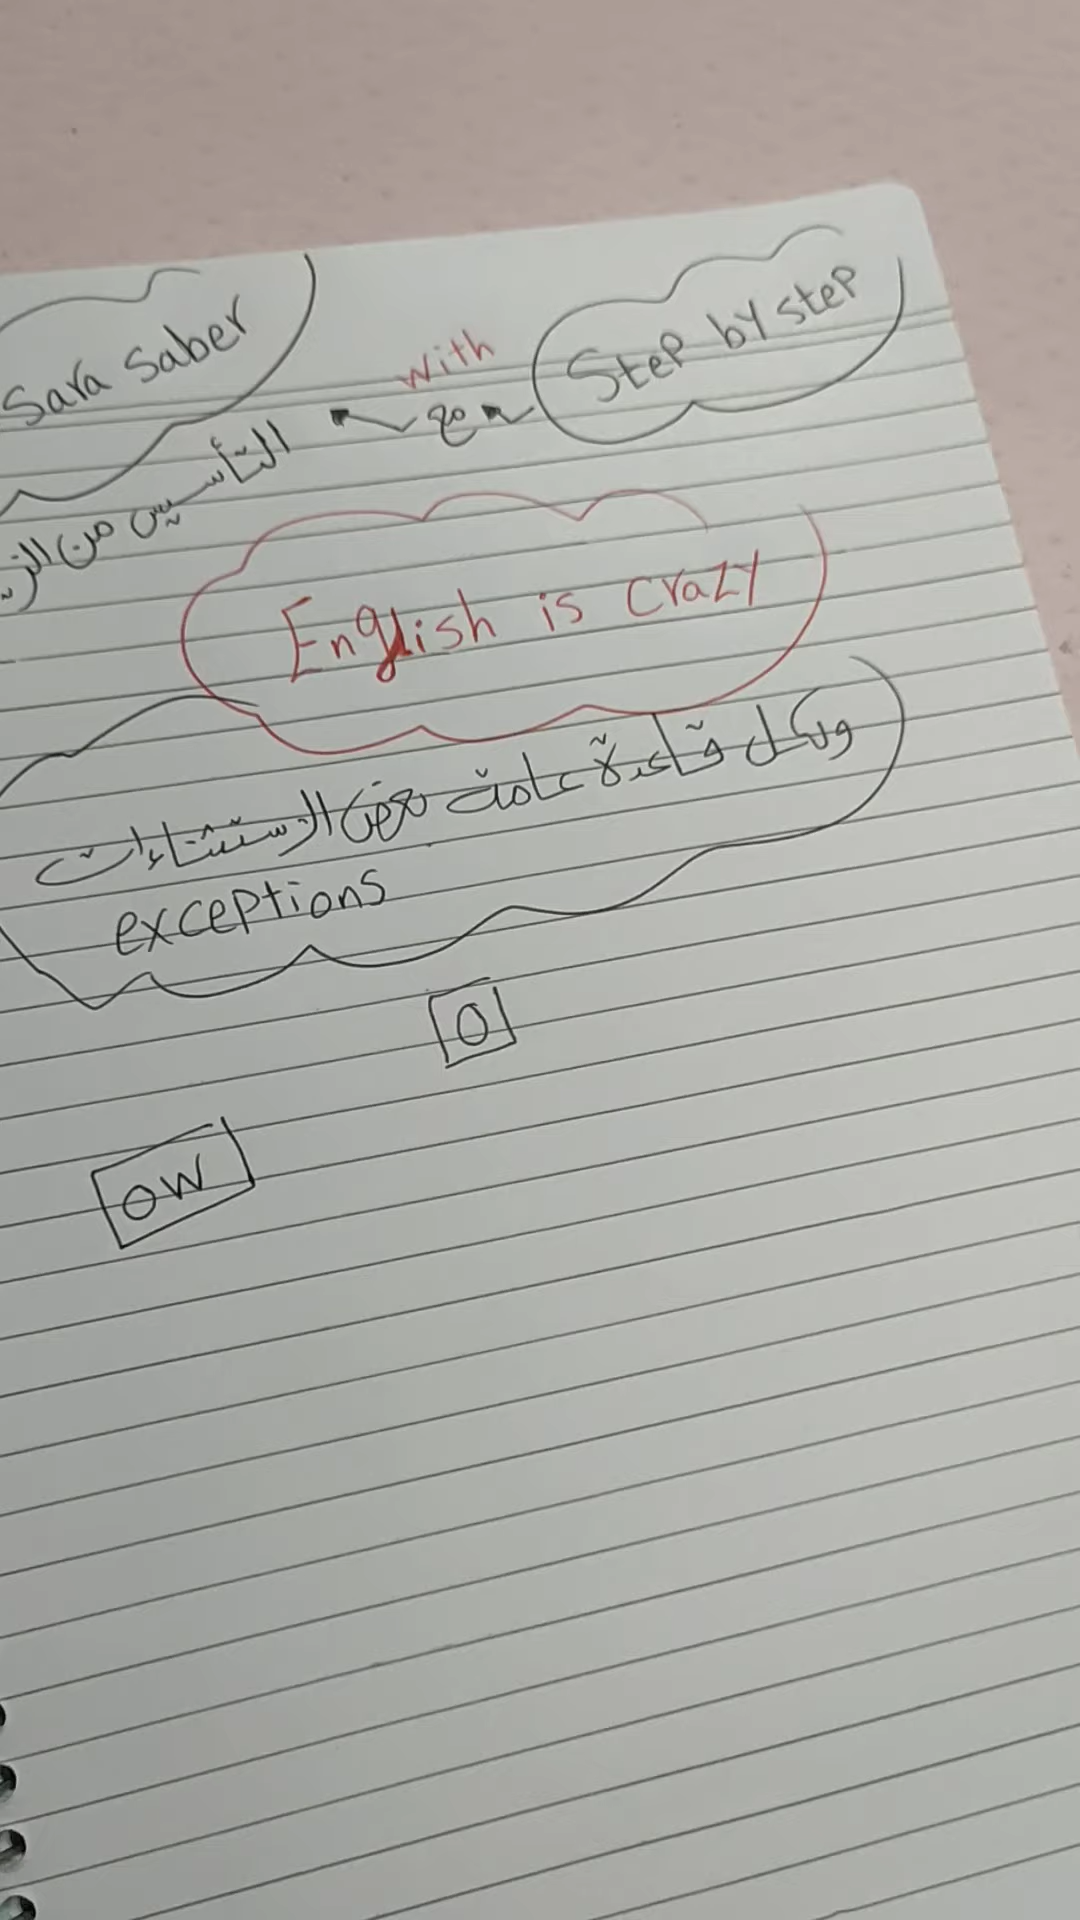 Step by step
with
مع
Sara Saber
التأسيس من
English is crazy
ولكل قاعدة عامة بعض الاستثناءات
exceptions
O
ow